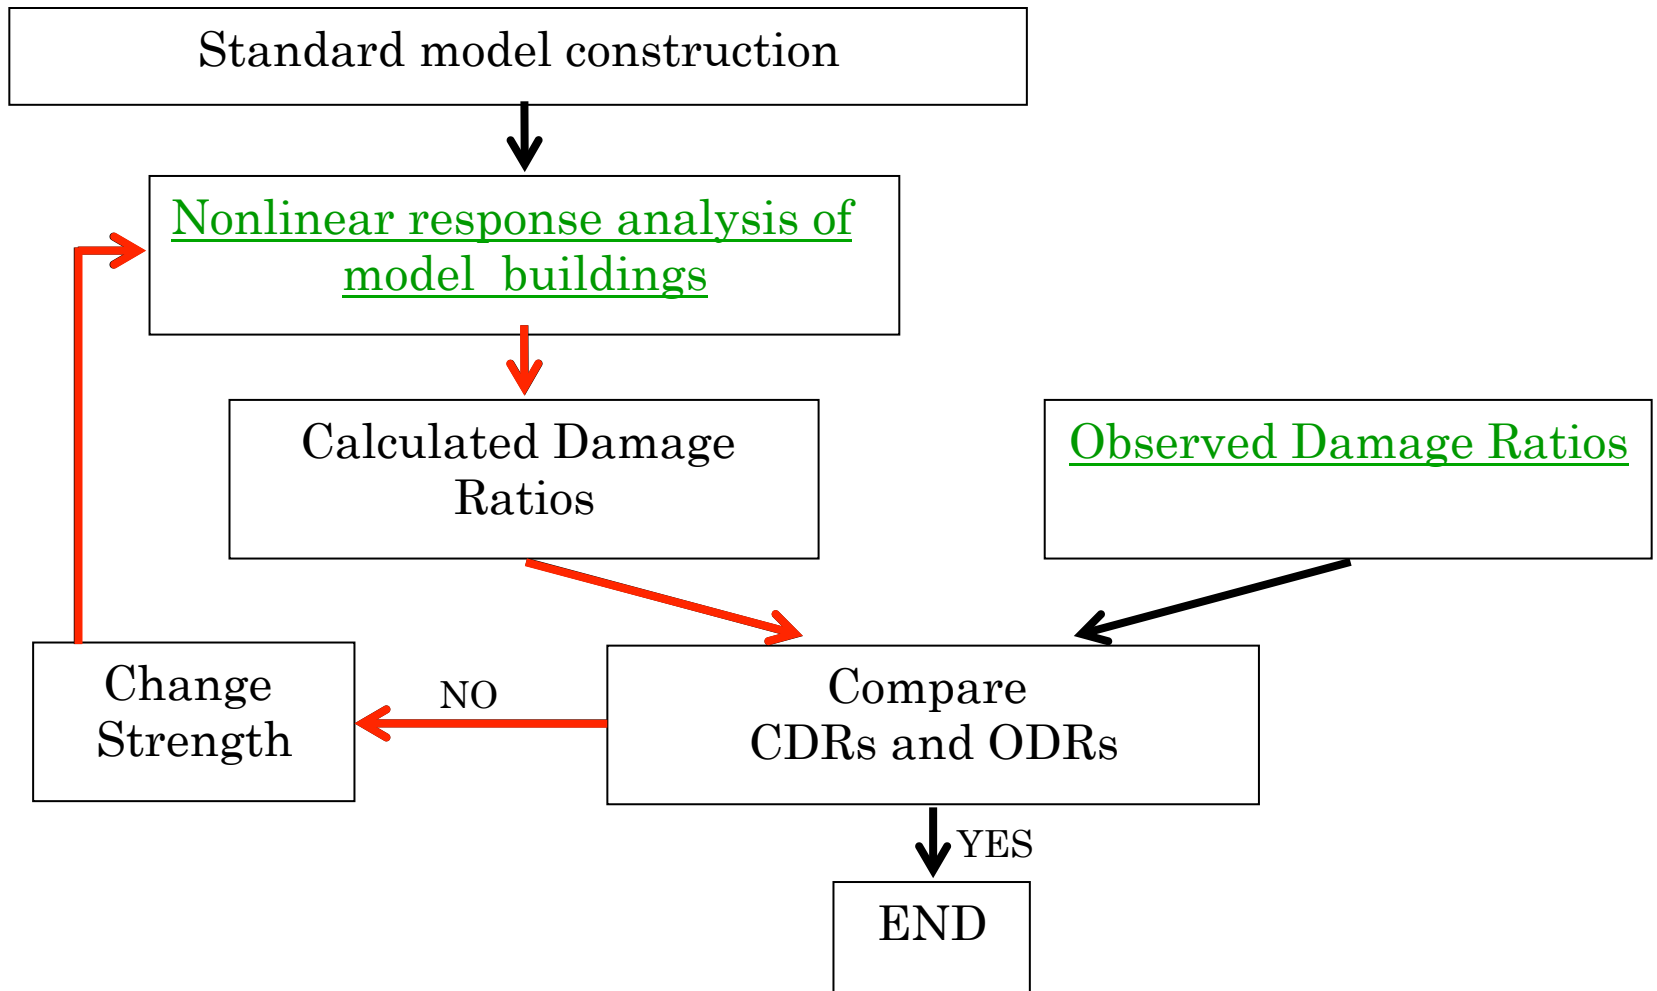 Standard model construction
Nonlinear response analysis of
model  buildings
Calculated Damage
Ratios
Observed Damage Ratios
Change
Strength
NO
Compare
CDRs and ODRs
YES
END